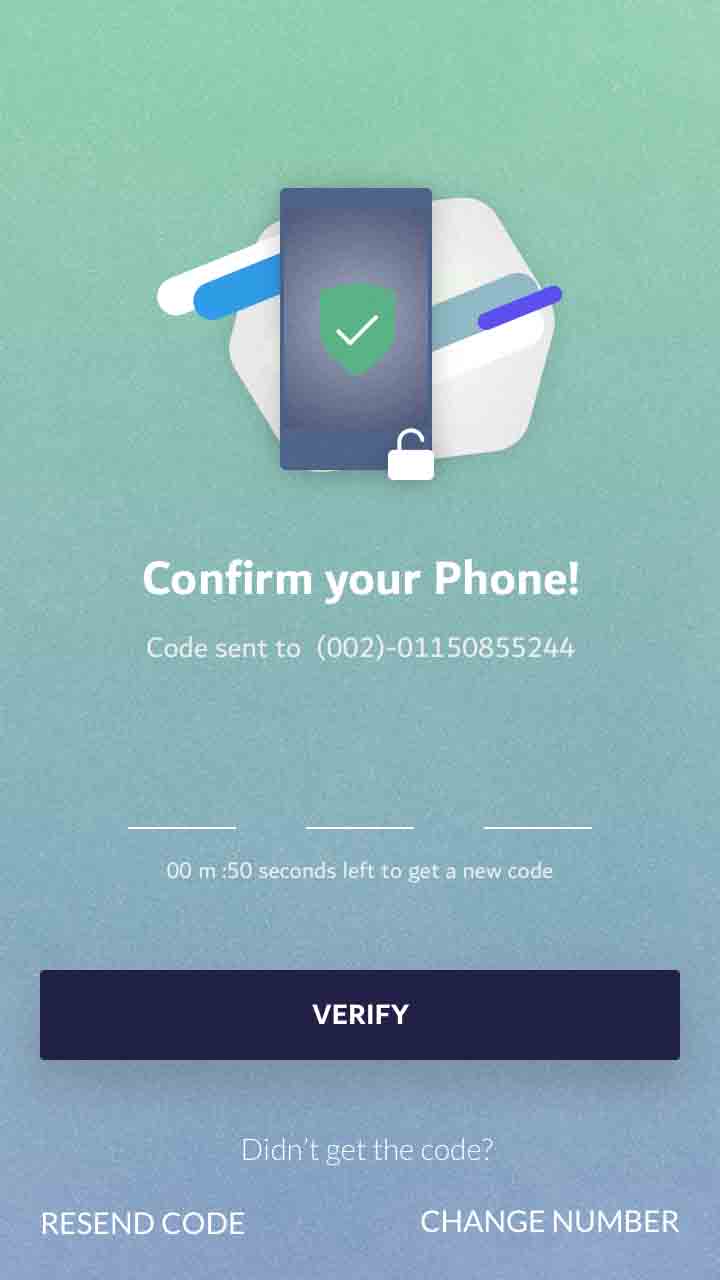 Confirm your Phone!
Code sent to (002)-01150855244
00 m :50 seconds left to get a new code
VERIFY
Didn't get the code?
RESEND CODE
CHANGE NUMBER